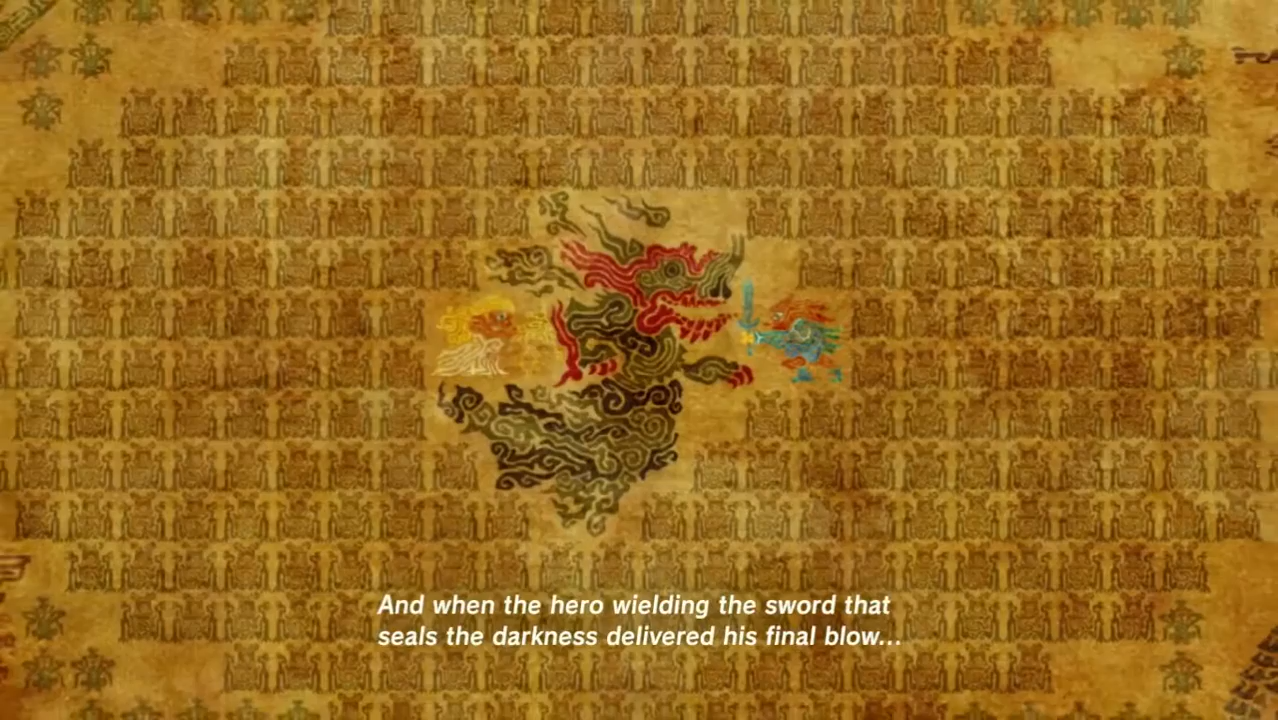 And when the hero wielding the sword that
seals the darkness delivered his final blow...